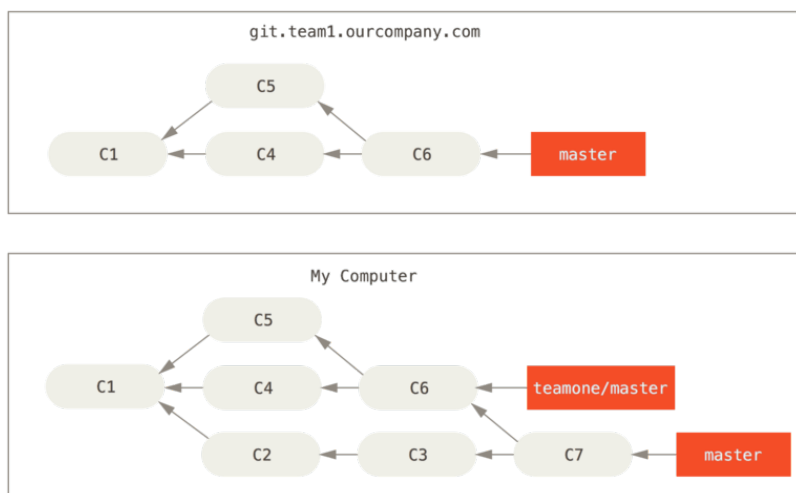 git.team1.ourcompany.com
C5
C1 C4 C6 master
My Computer
C5
C1 C4 C6 teamone/master
C2 C3 C7 master